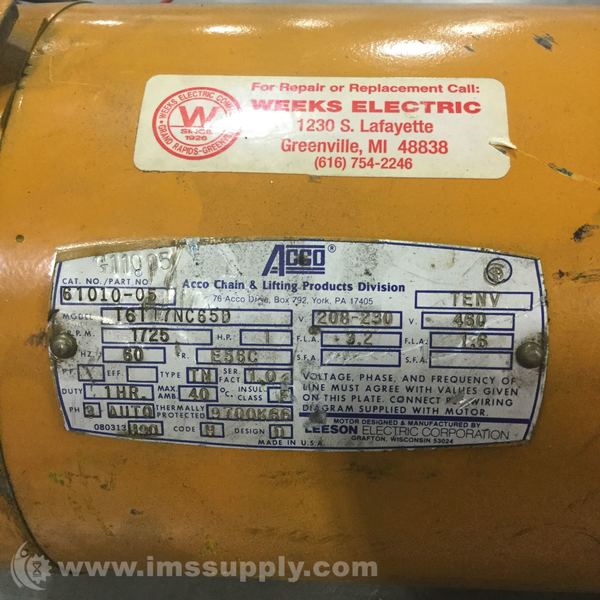 WEEKS ELECTRIC COMPANY
W
SINCE
1926
GRAND RAPIDS-GREENVILLE
For Repair or Replacement Call:
WEEKS ELECTRIC
1230 S. Lafayette
Greenville, MI 48838
(616) 754-2246
ACCO ®
CAT. NO./PART NO.
61010-05
Acco Chain & Lifting Products Division
76 Acco Drive, Box 792, York, PA 17405
TENV
MODEL
V. 208-230 V. 460
R.P.M. 1725 H.P. 1 F.L.A. 3.2 F.L.A. 1.6
HZ. 60 FR. E56C S.F.A. S.F.A.
P.F. EFF. TYPE TN SER. FACT. 1.0
DUTY 1HR. MAX. AMB. 40 °C. INSUL. CLASS F
PH 3 AUTO THERMALLY PROTECTED
080313 CODE DESIGN
MADE IN U.S.A.
VOLTAGE, PHASE, AND FREQUENCY OF
LINE MUST AGREE WITH VALUES GIVEN
ON THIS PLATE. CONNECT PER WIRING
DIAGRAM SUPPLIED WITH MOTOR.
MOTOR DESIGNED & MANUFACTURED BY
LEESON ELECTRIC CORPORATION
GRAFTON, WISCONSIN 53024
© www.imssupply.com